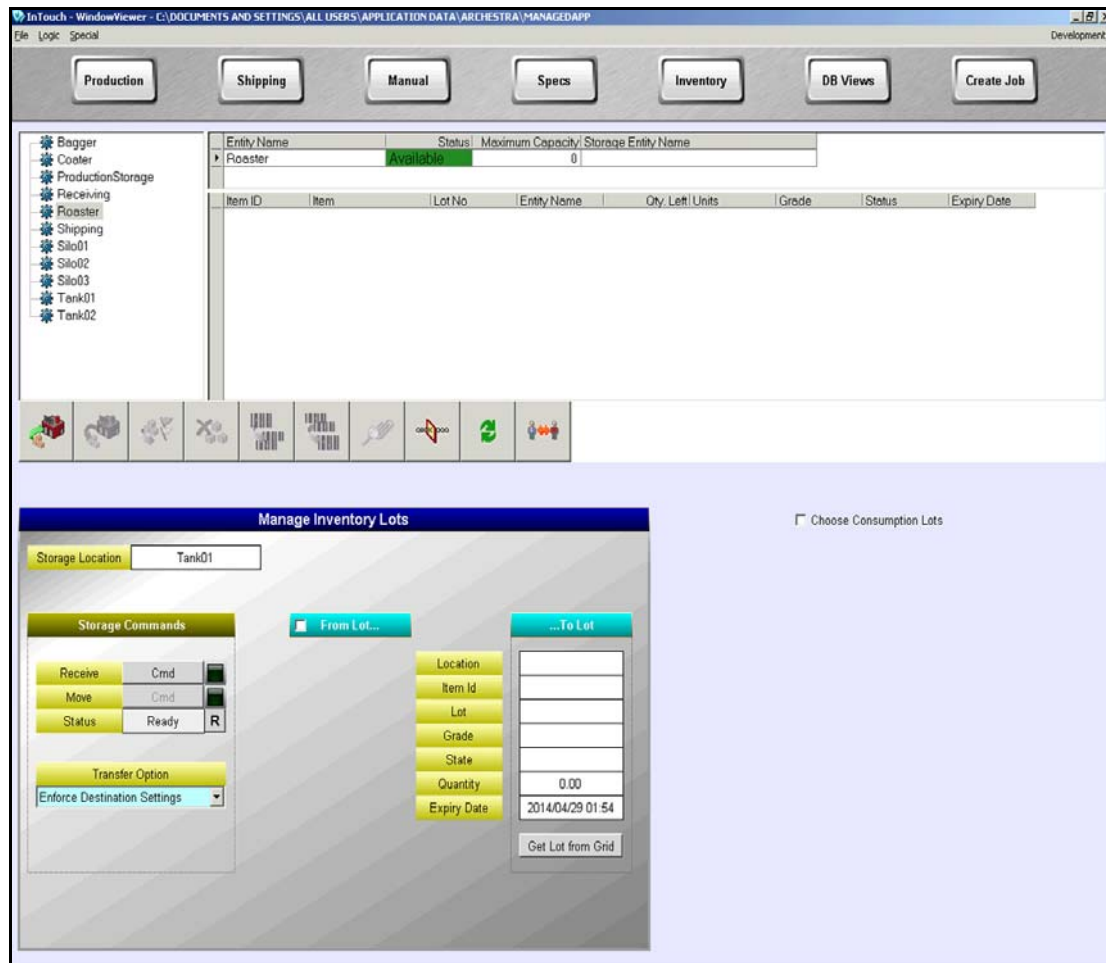 InTouch - WindowViewer - C:\DOCUMENTS AND SETTINGS\ALL USERS\APPLICATION DATA\ARCHESTRA\MANAGEDAPP
File Logic Special Development
Production Shipping Manual Specs Inventory DB Views Create Job
Bagger
Coater
ProductionStorage
Receiving
Roaster
Shipping
Silo01
Silo02
Silo03
Tank01
Tank02
Entity Name Status Maximum Capacity Storage Entity Name
Roaster Available 0
Item ID Item Lot No Entity Name Qty. Left Units Grade Status Expiry Date
Manage Inventory Lots
Choose Consumption Lots
Storage Location Tank01
Storage Commands
Receive Cmd
Move Cmd
Status Ready R
Transfer Option
Enforce Destination Settings
From Lot...
...To Lot
Location
Item Id
Lot
Grade
State
Quantity 0.00
Expiry Date 2014/04/29 01:54
Get Lot from Grid